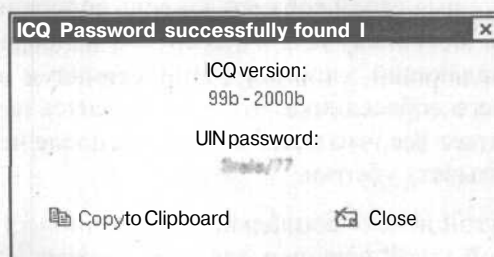 ICQ Password successfully found !
ICQ version:
99b - 2000b
UIN password:
Copy to Clipboard
Close